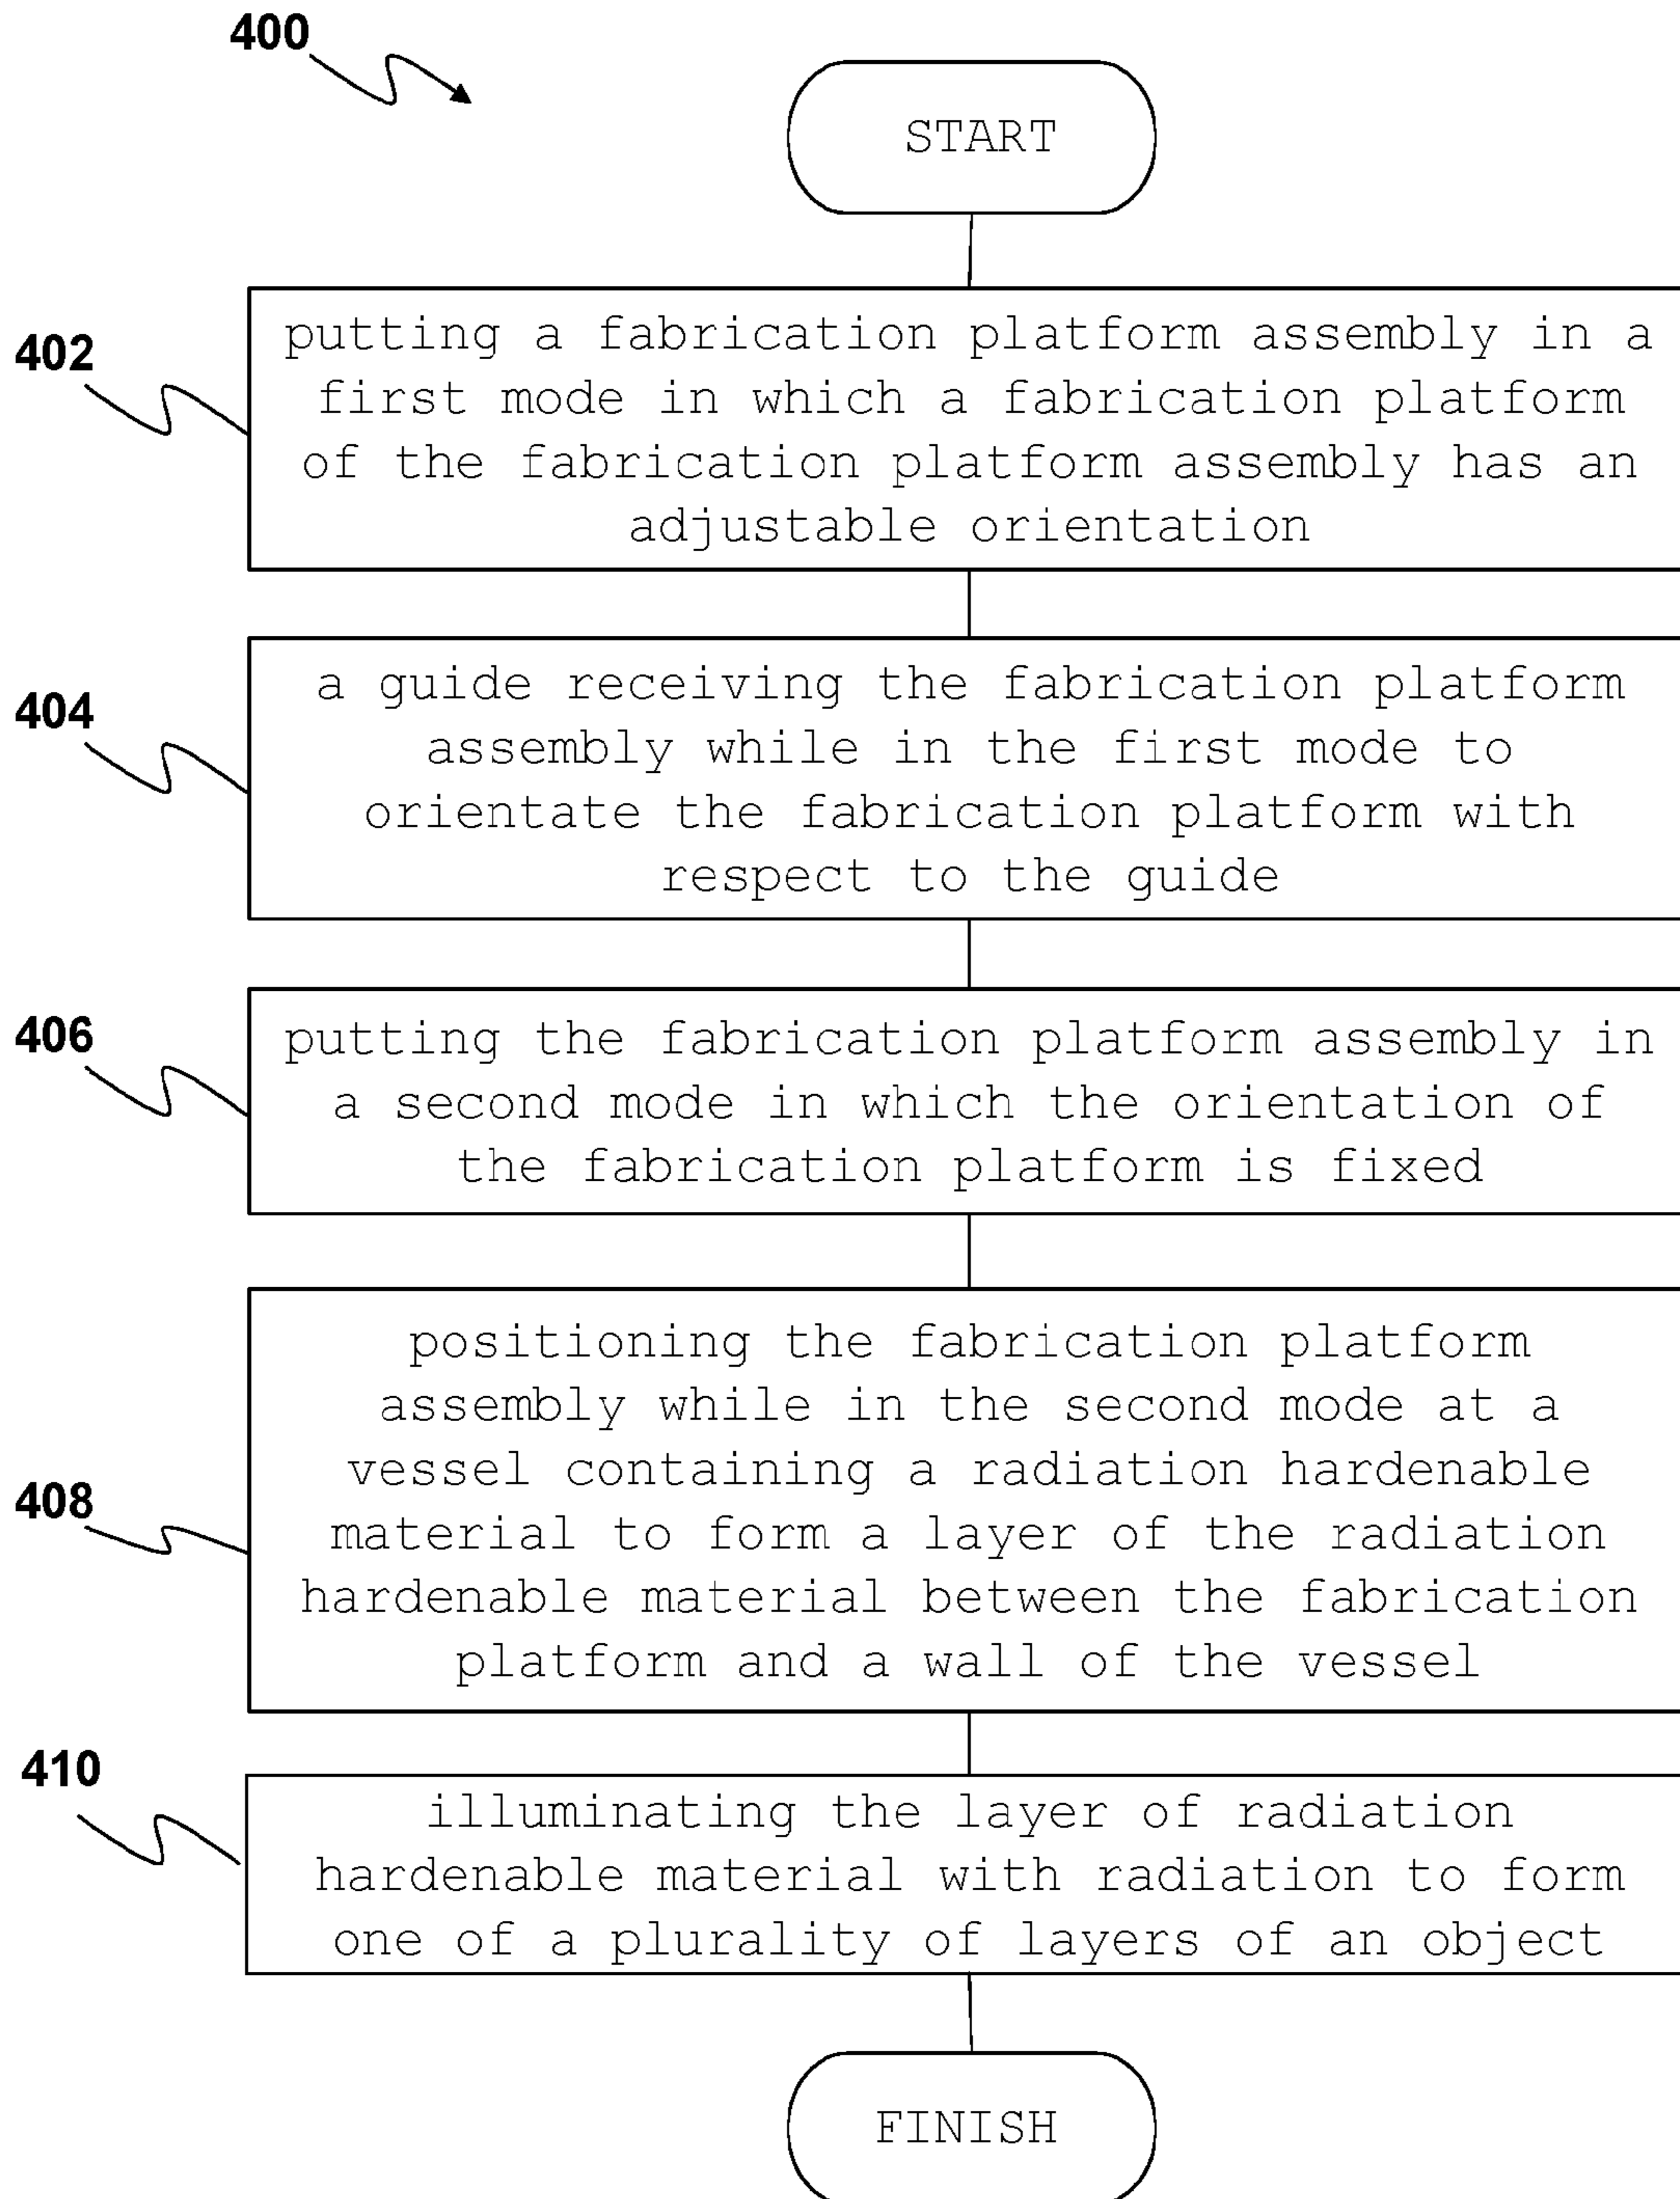 400
START
402
putting a fabrication platform assembly in a
first mode in which a fabrication platform
of the fabrication platform assembly has an
adjustable orientation
404
a guide receiving the fabrication platform
assembly while in the first mode to
orientate the fabrication platform with
respect to the guide
406
putting the fabrication platform assembly in
a second mode in which the orientation of
the fabrication platform is fixed
408
positioning the fabrication platform
assembly while in the second mode at a
vessel containing a radiation hardenable
material to form a layer of the radiation
hardenable material between the fabrication
platform and a wall of the vessel
410
illuminating the layer of radiation
hardenable material with radiation to form
one of a plurality of layers of an object
FINISH